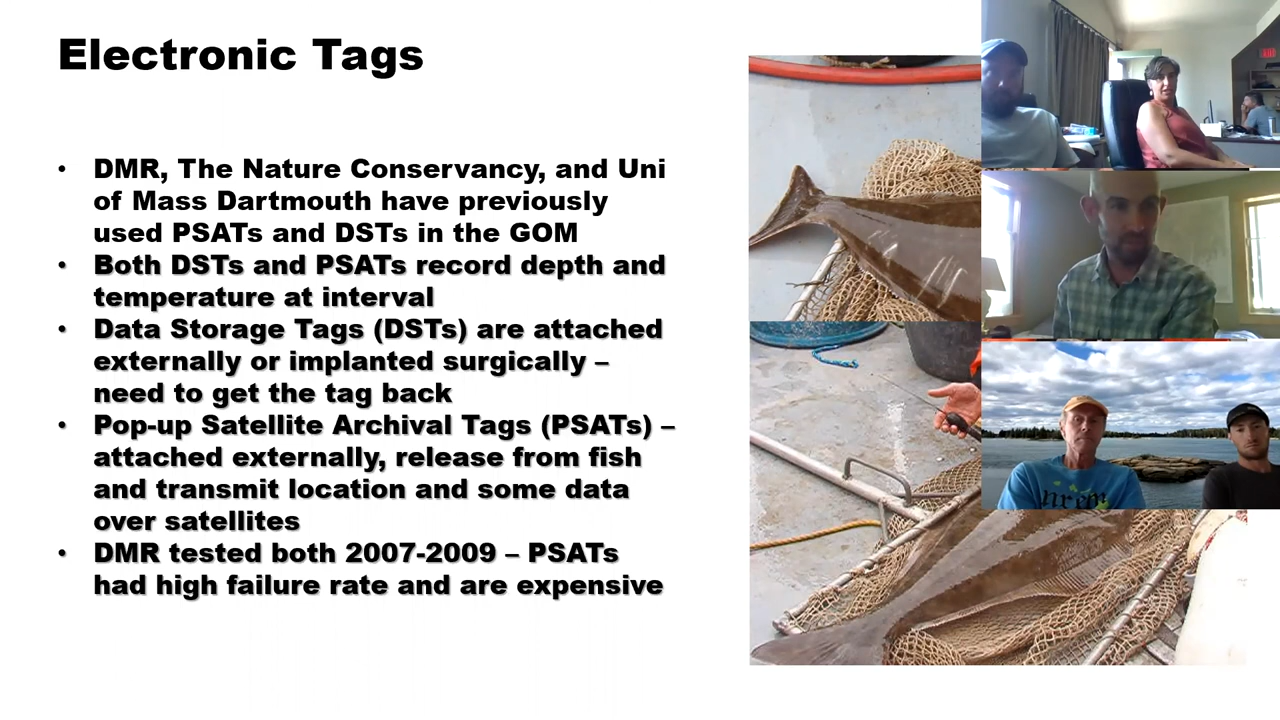 Electronic Tags
• DMR, The Nature Conservancy, and Uni
of Mass Dartmouth have previously
used PSATs and DSTs in the GOM
• Both DSTs and PSATs record depth and
temperature at interval
• Data Storage Tags (DSTs) are attached
externally or implanted surgically –
need to get the tag back
• Pop-up Satellite Archival Tags (PSATs) –
attached externally, release from fish
and transmit location and some data
over satellites
• DMR tested both 2007-2009 – PSATs
had high failure rate and are expensive